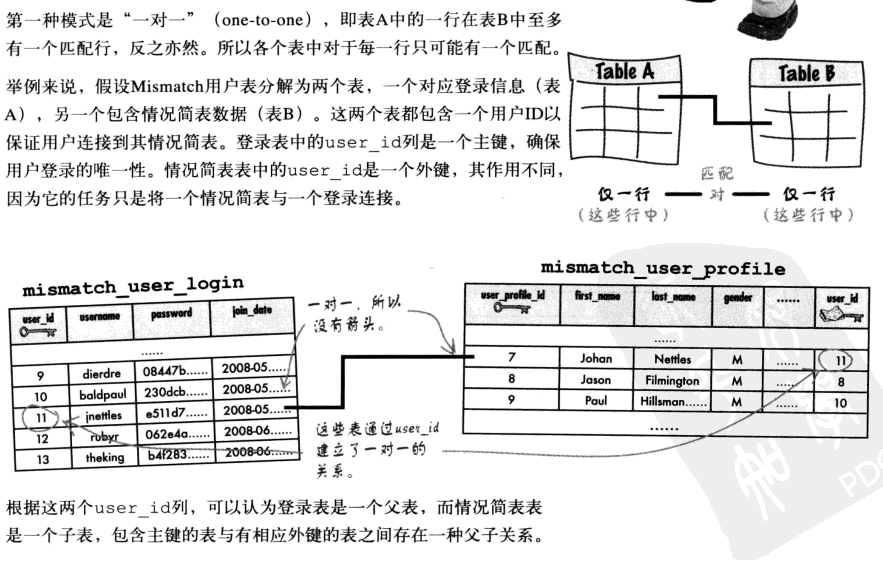 第一种模式是“一对一”（one-to-one），即表A中的一行在表B中至多
有一个匹配行，反之亦然。所以各个表中对于每一行只可能有一个匹配。
举例来说，假设Mismatch用户表分解为两个表，一个对应登录信息（表
A），另一个包含情况简表数据（表B）。这两个表都包含一个用户ID以
保证用户连接到其情况简表。登录表中的user_id列是一个主键，确保
用户登录的唯一性。情况简表表中的user_id是一个外键，其作用不同，
因为它的任务只是将一个情况简表与一个登录连接。
Table A
Table B
匹配
仅一行 对 仅一行
（这些行中） （这些行中）
mismatch_user_login
user_id username password join_date
......
9 dierdre 08447b...... 2008-05......
10 baldpaul 230dcb...... 2008-05......
11 jnettles e511d7...... 2008-05......
12 rubyr 062e4a...... 2008-06......
13 theking b4f283...... 2008-06......
一对一，所以
没有箭头。
这些表通过user_id
建立了一对一的
关系。
mismatch_user_profile
user_profile_id first_name last_name gender ...... user_id
......
7 Johan Nettles M ...... 11
8 Jason Filmington M ...... 8
9 Paul Hillsman...... M ...... 10
......
根据这两个user_id列，可以认为登录表是一个父表，而情况简表表
是一个子表，包含主键的表与有相应外键的表之间存在一种父子关系。
PDG